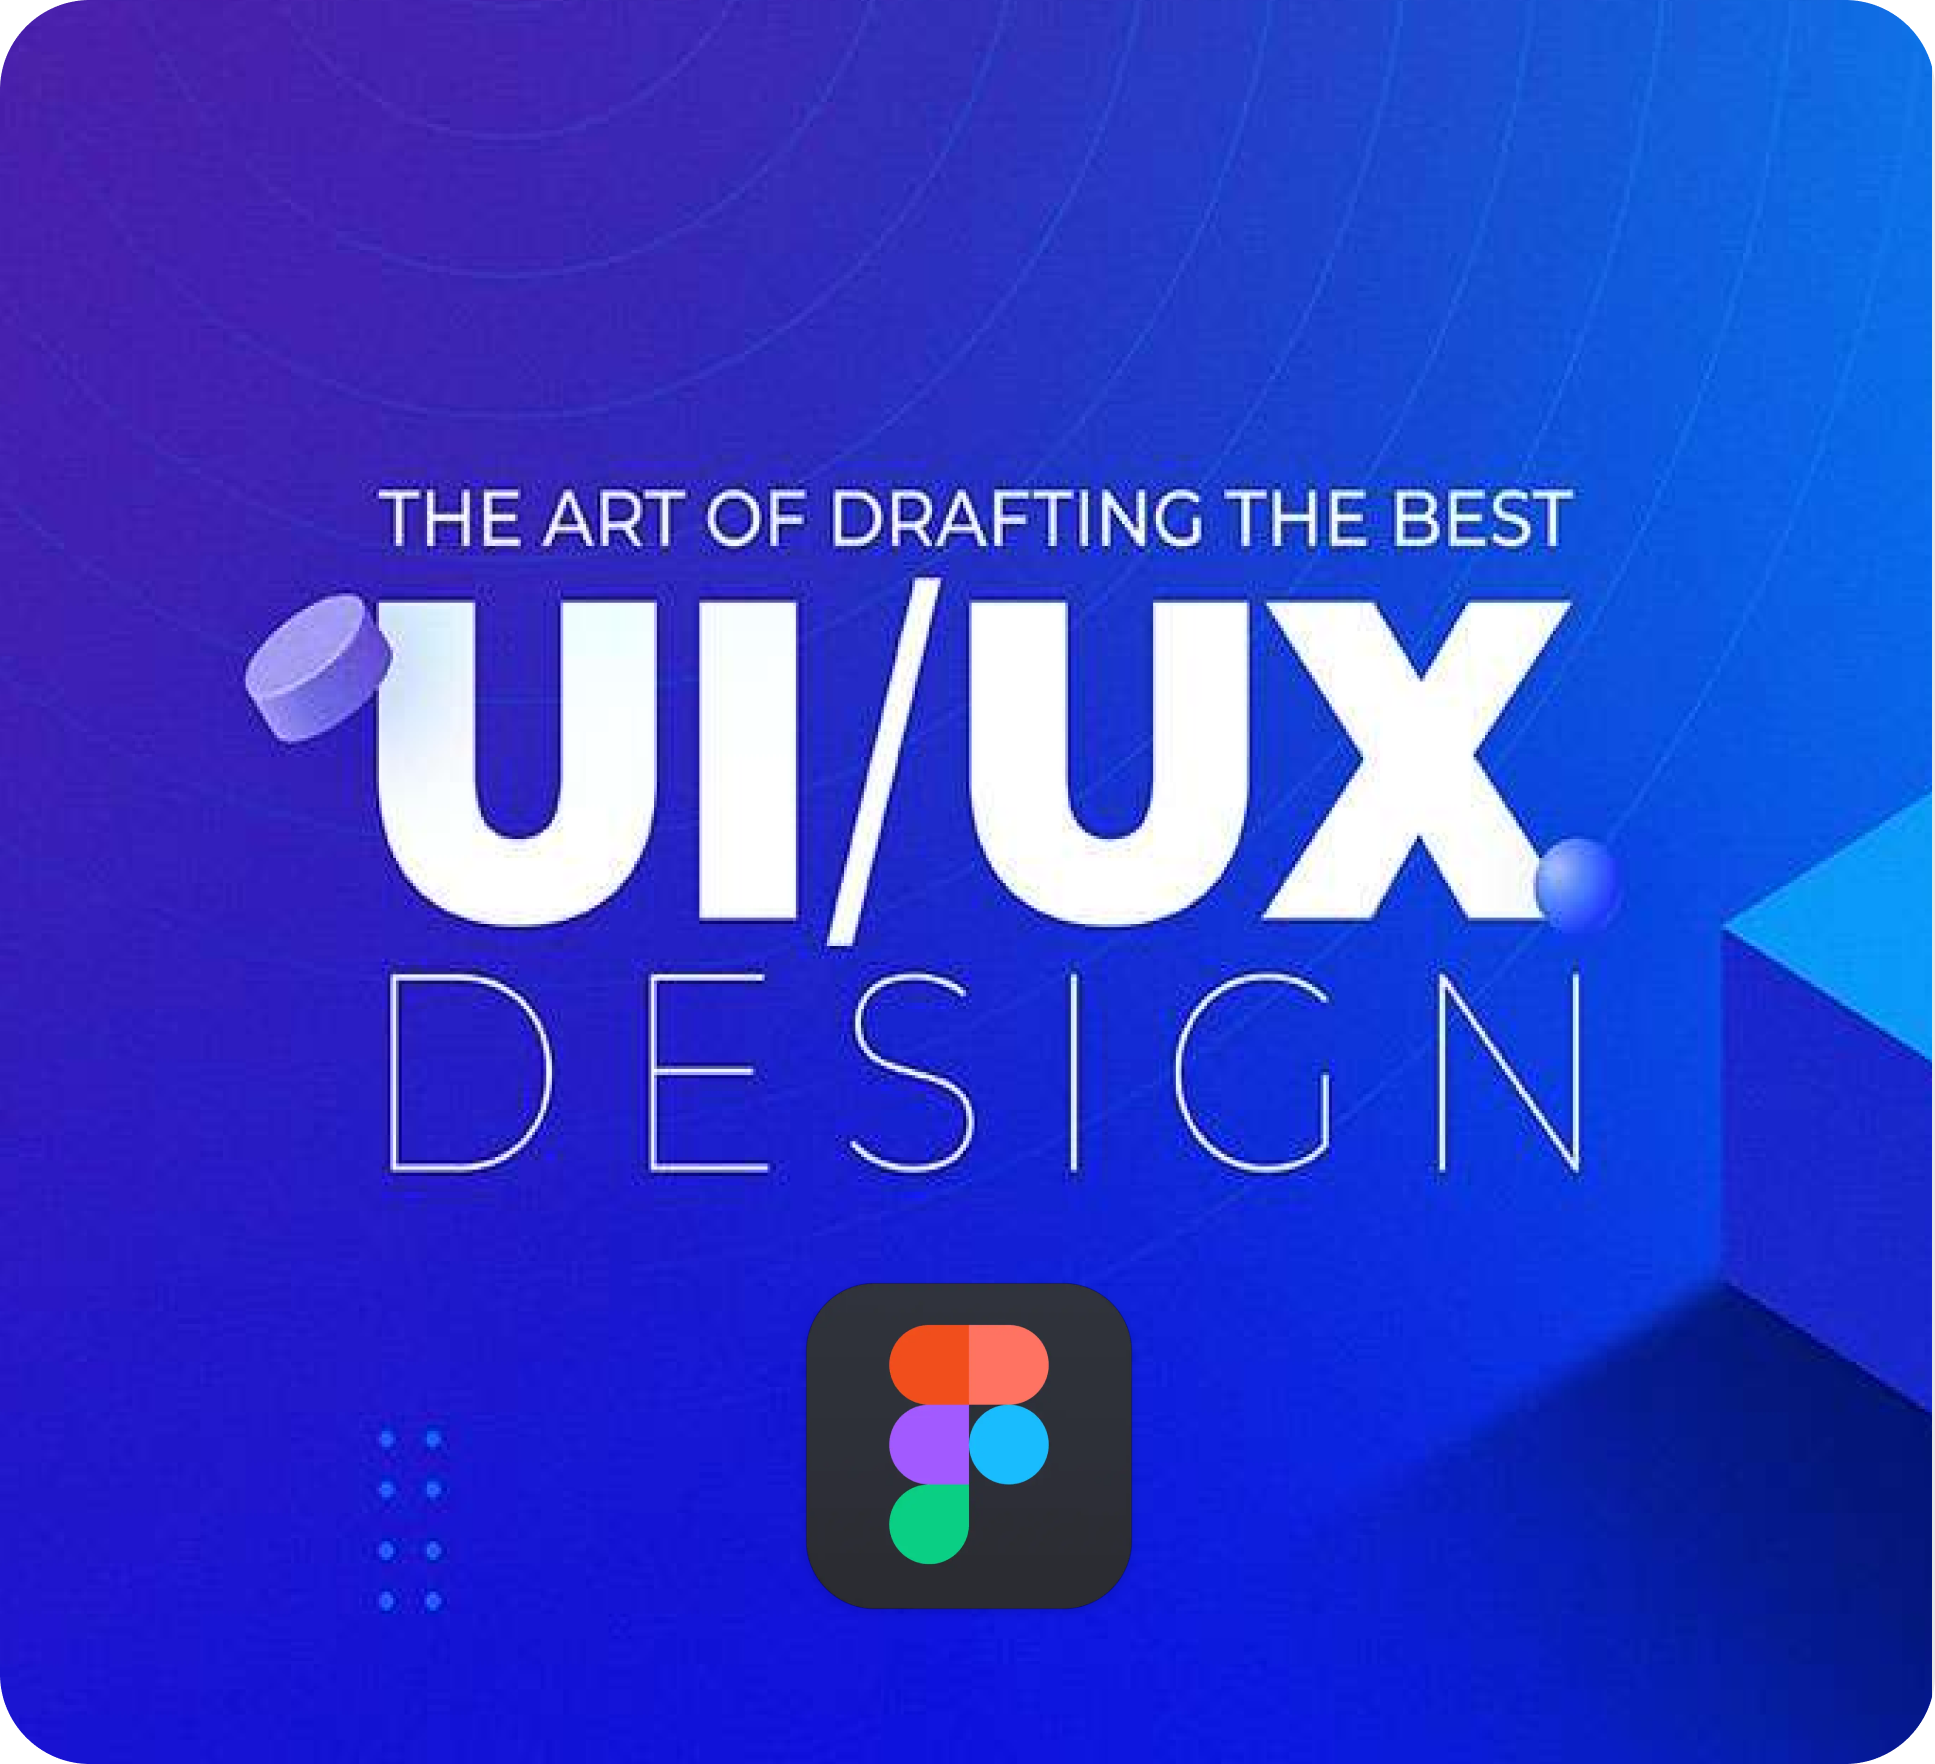 THE ART OF DRAFTING THE BEST
UI/UX
DESIGN